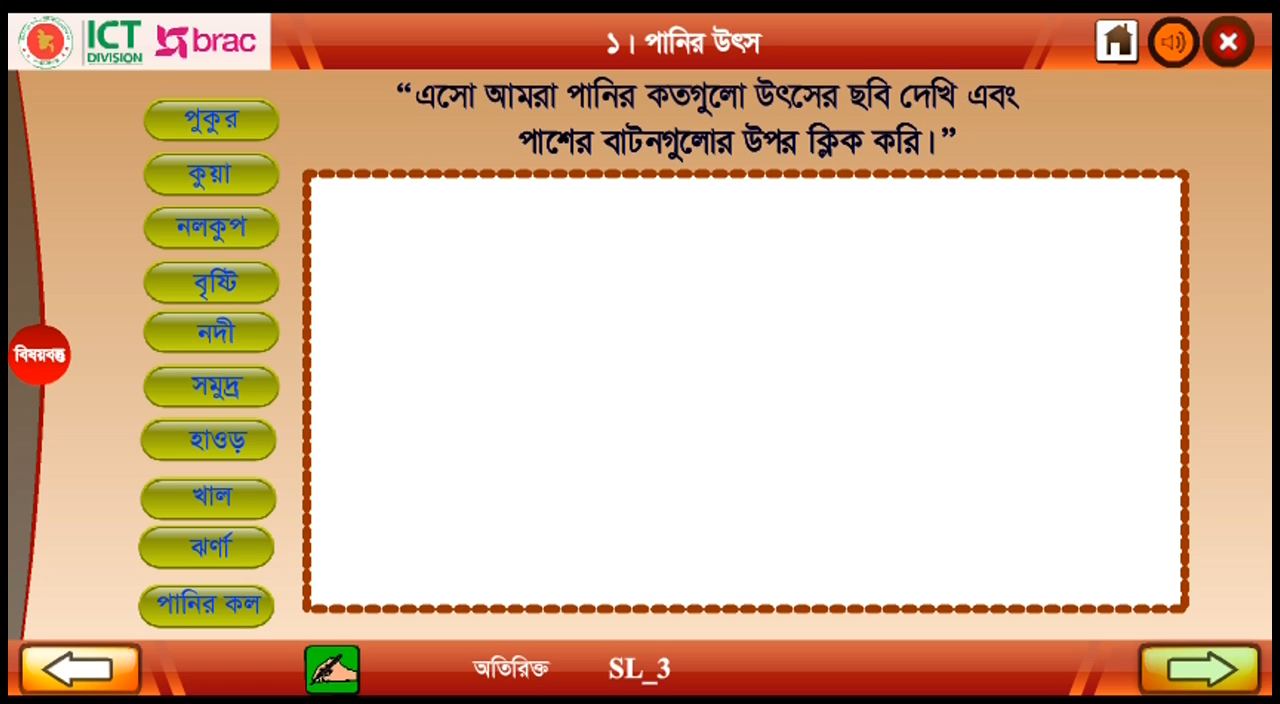 ICT
DIVISION
brac
১। পানির উৎস
“এসো আমরা পানির কতগুলো উৎসের ছবি দেখি এবং
পাশের বাটনগুলোর উপর ক্লিক করি।”
পুকুর
কুয়া
নলকুপ
বৃষ্টি
নদী
সমুদ্র
হাওড়
খাল
ঝর্ণা
পানির কল
বিষয়বস্তু
অতিরিক্ত SL_3